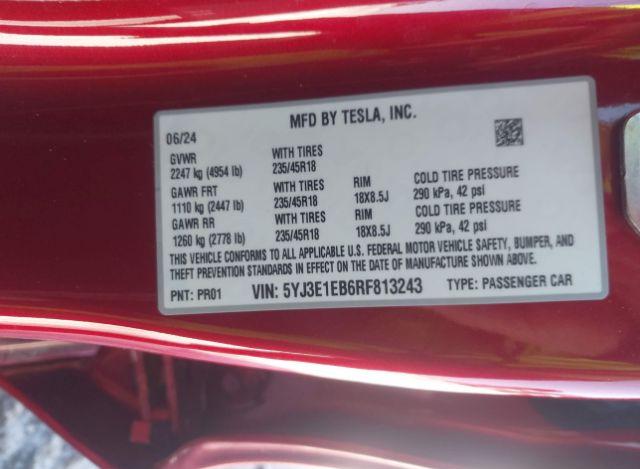 MFD BY TESLA, INC.
06/24
GVWR WITH TIRES
2247 kg (4954 lb) 235/45R18
GAWR FRT WITH TIRES RIM COLD TIRE PRESSURE
1110 kg (2447 lb) 235/45R18 18X8.5J 290 kPa, 42 psi
GAWR RR WITH TIRES RIM COLD TIRE PRESSURE
1260 kg (2778 lb) 235/45R18 18X8.5J 290 kPa, 42 psi
THIS VEHICLE CONFORMS TO ALL APPLICABLE U.S. FEDERAL MOTOR VEHICLE SAFETY, BUMPER, AND
THEFT PREVENTION STANDARDS IN EFFECT ON THE DATE OF MANUFACTURE SHOWN ABOVE.
PNT: PR01 VIN: 5YJ3E1EB6RF813243 TYPE: PASSENGER CAR